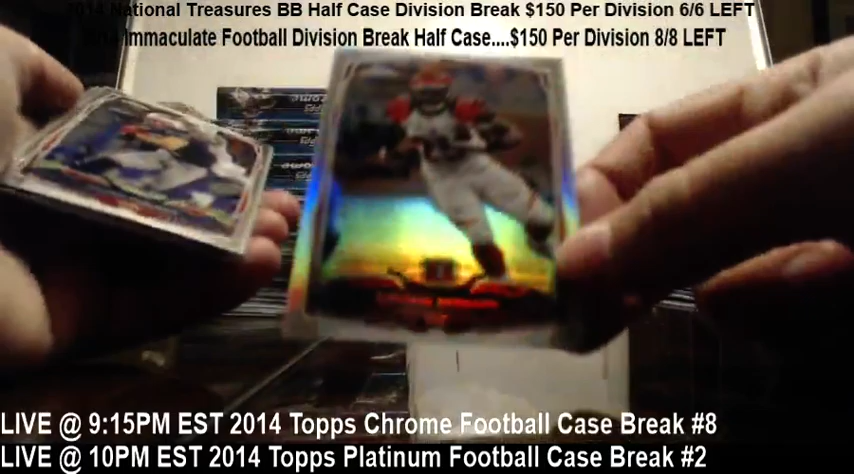 2014 National Treasures BB Half Case Division Break $150 Per Division 6/6 LEFT
Immaculate Football Division Break Half Case....$150 Per Division 8/8 LEFT
LIVE @ 9:15PM EST 2014 Topps Chrome Football Case Break #8
LIVE @ 10PM EST 2014 Topps Platinum Football Case Break #2